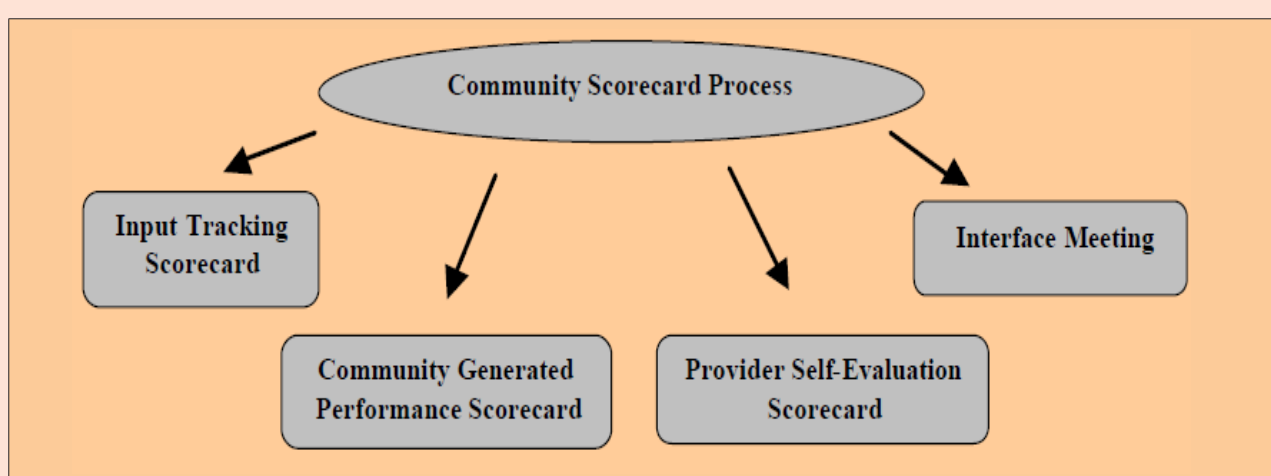 Community Scorecard Process
Input Tracking
Scorecard
Community Generated
Performance Scorecard
Provider Self-Evaluation
Scorecard
Interface Meeting